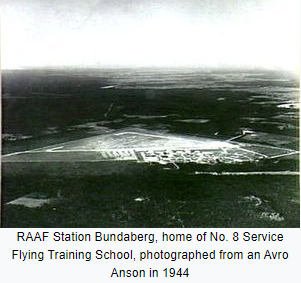 RAAF Station Bundaberg, home of No. 8 Service
Flying Training School, photographed from an Avro
Anson in 1944